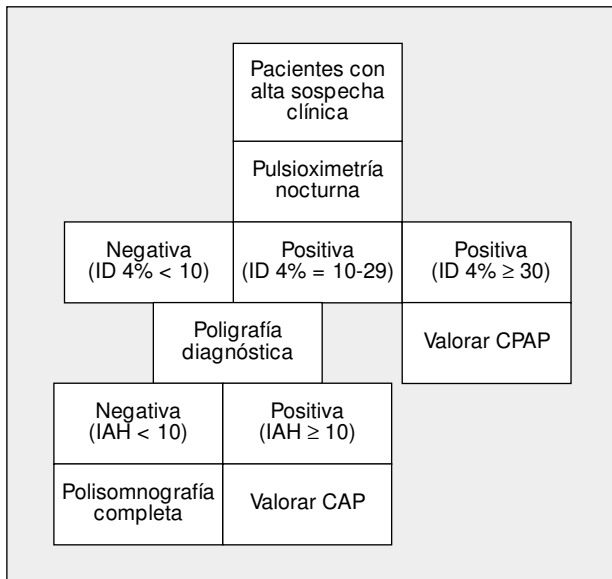 Pacientes con
alta sospecha
clínica
Pulsioximetría
nocturna
Negativa
(ID 4% < 10)
Positiva
(ID 4% = 10-29)
Positiva
(ID 4% ≥ 30)
Poligrafía
diagnóstica
Valorar CPAP
Negativa
(IAH < 10)
Positiva
(IAH ≥ 10)
Polisomnografía
completa
Valorar CAP